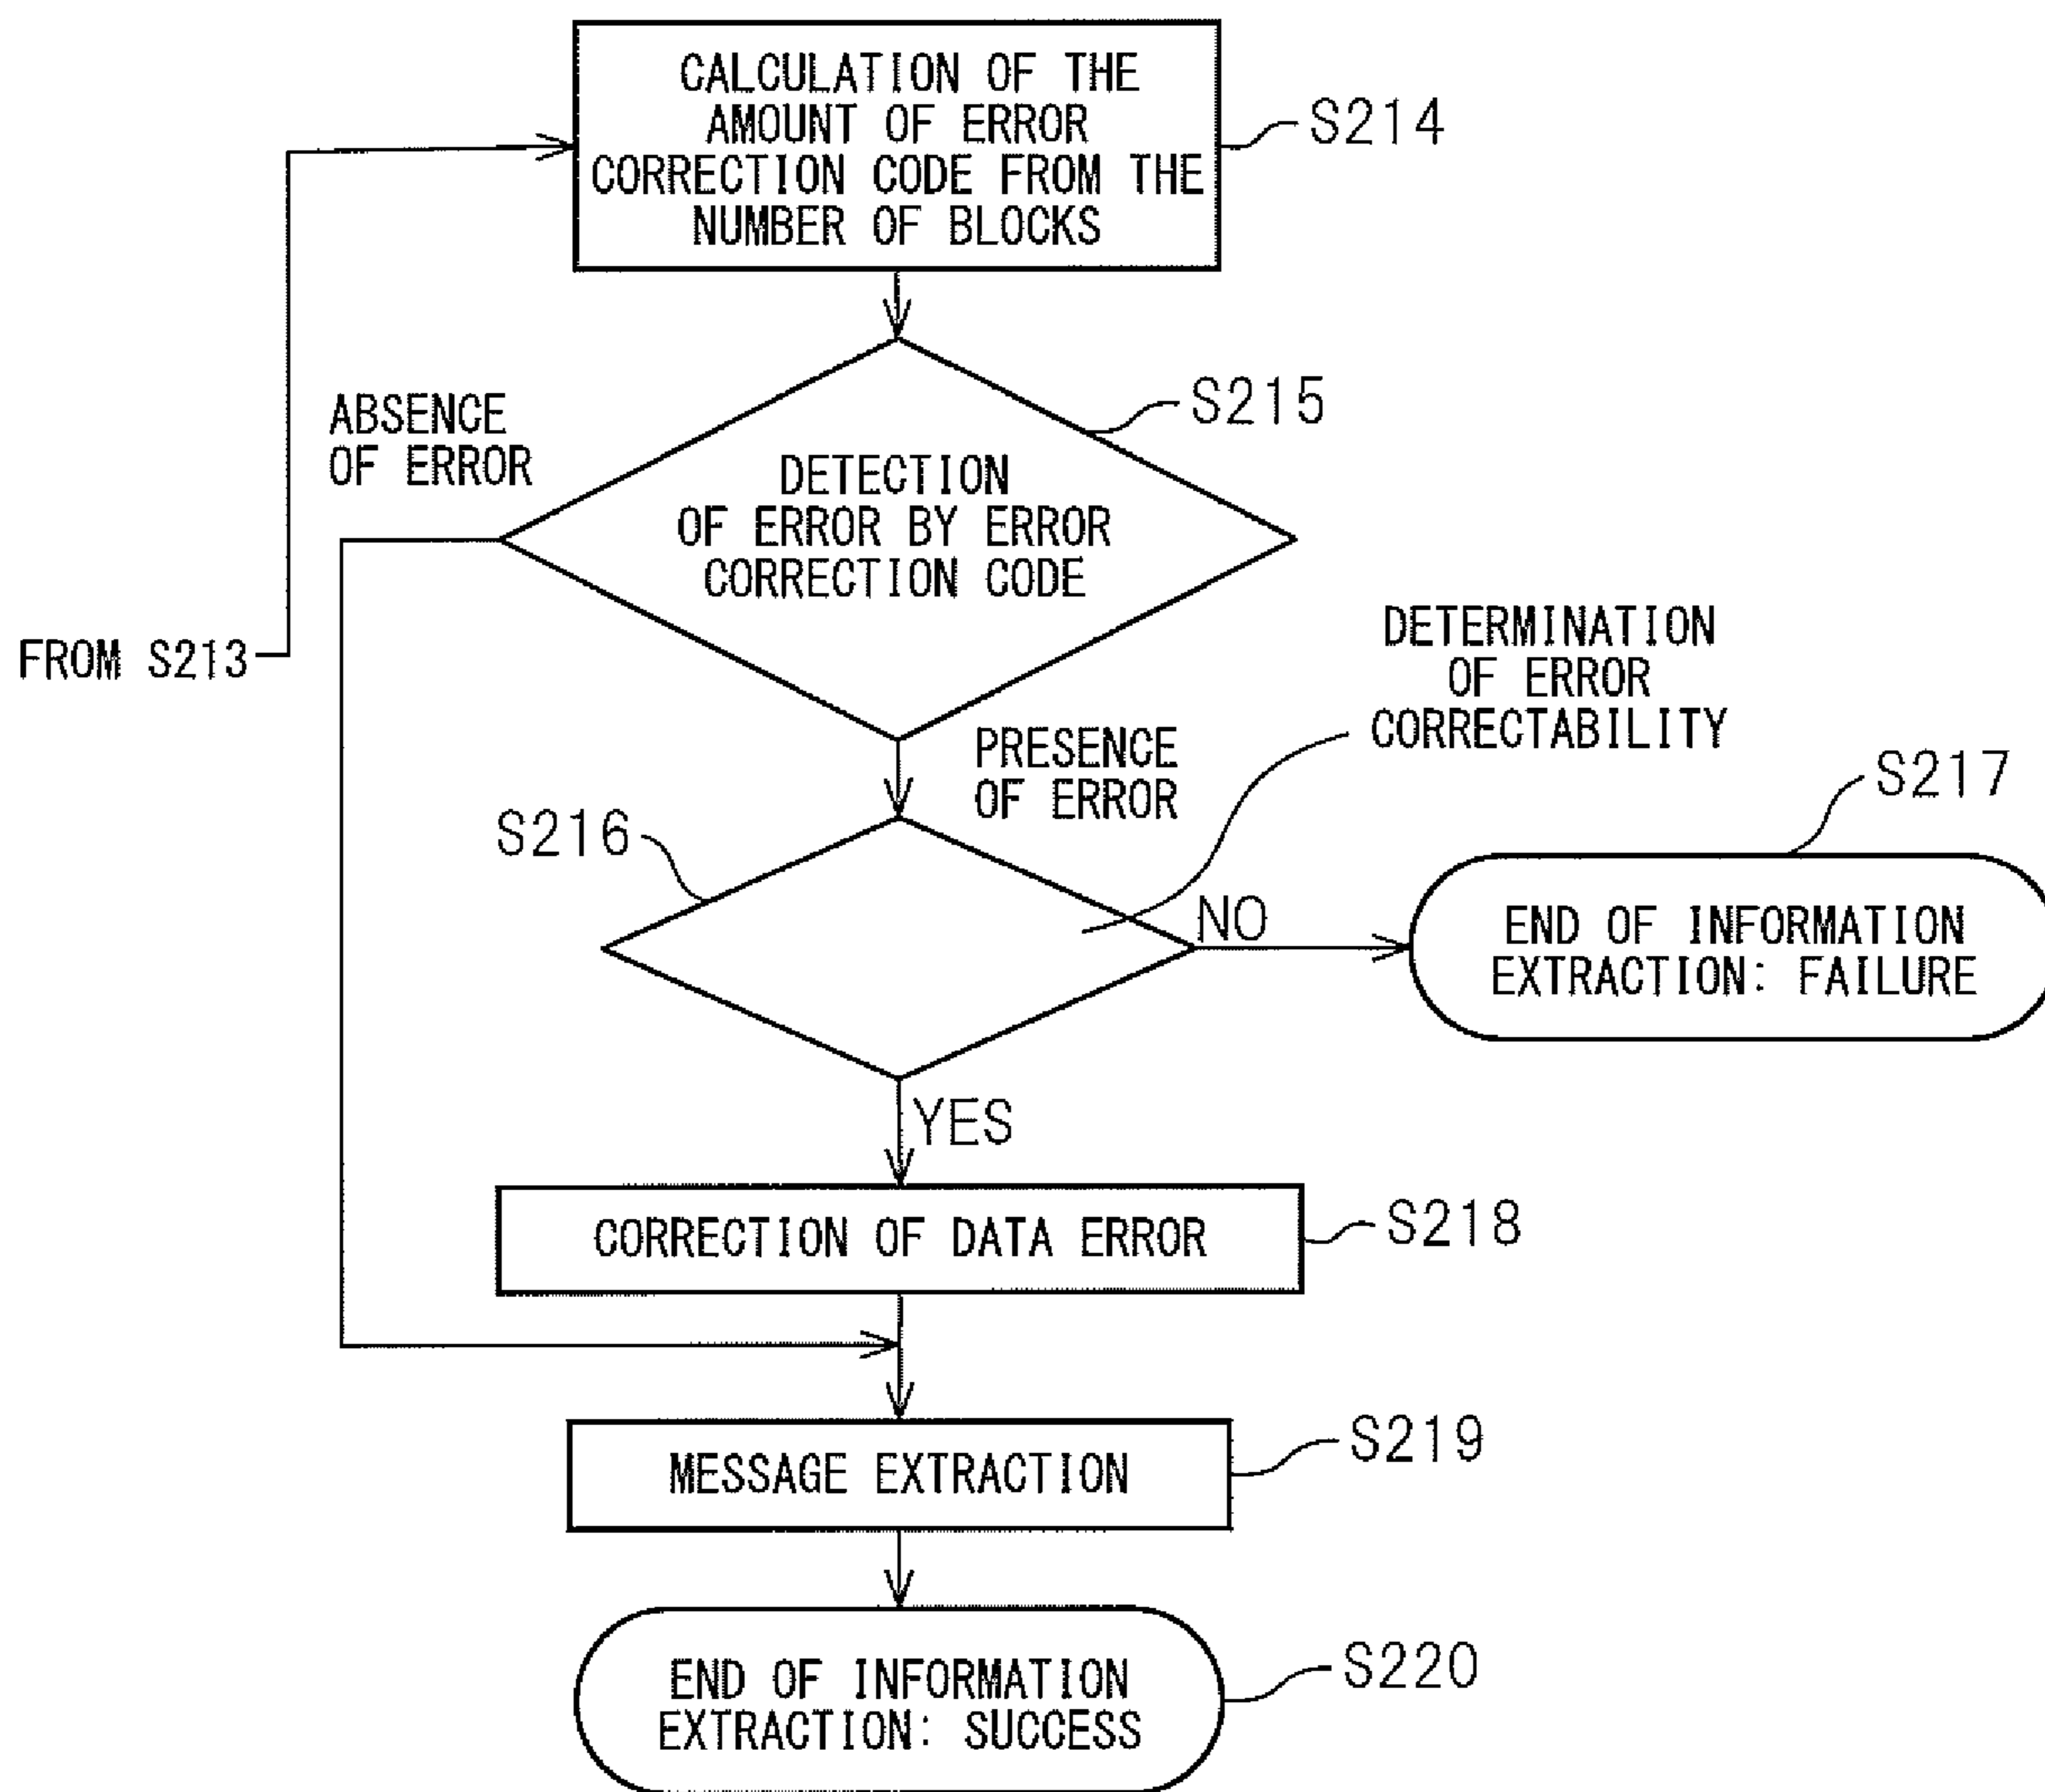 CALCULATION OF THE
AMOUNT OF ERROR
CORRECTION CODE FROM THE
NUMBER OF BLOCKS
S214
ABSENCE
OF ERROR
S215
DETECTION
OF ERROR BY ERROR
CORRECTION CODE
FROM S213
DETERMINATION
OF ERROR
CORRECTABILITY
PRESENCE
OF ERROR
S216
S217
NO
END OF INFORMATION
EXTRACTION: FAILURE
YES
CORRECTION OF DATA ERROR
S218
MESSAGE EXTRACTION
S219
END OF INFORMATION
EXTRACTION: SUCCESS
S220